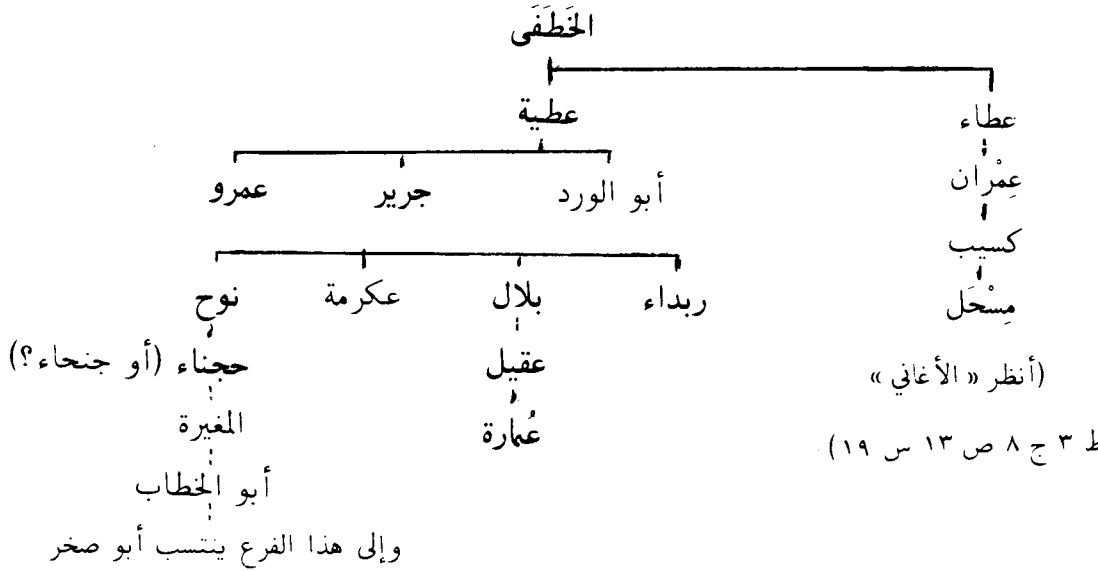 الخَطَفَى
عطاء
عطية
عِمْران
أبو الورد جرير عمرو
كسيب
مِسْحَل
ربداء بلال عكرمة نوح
(أنظر « الأغاني »
عقيل
حجناء (أو جنحاء؟)
ط ٣ ج ٨ ص ١٣ س ١٩)
عُمارة
المغيرة
أبو الخطاب
وإلى هذا الفرع ينتسب أبو صخر